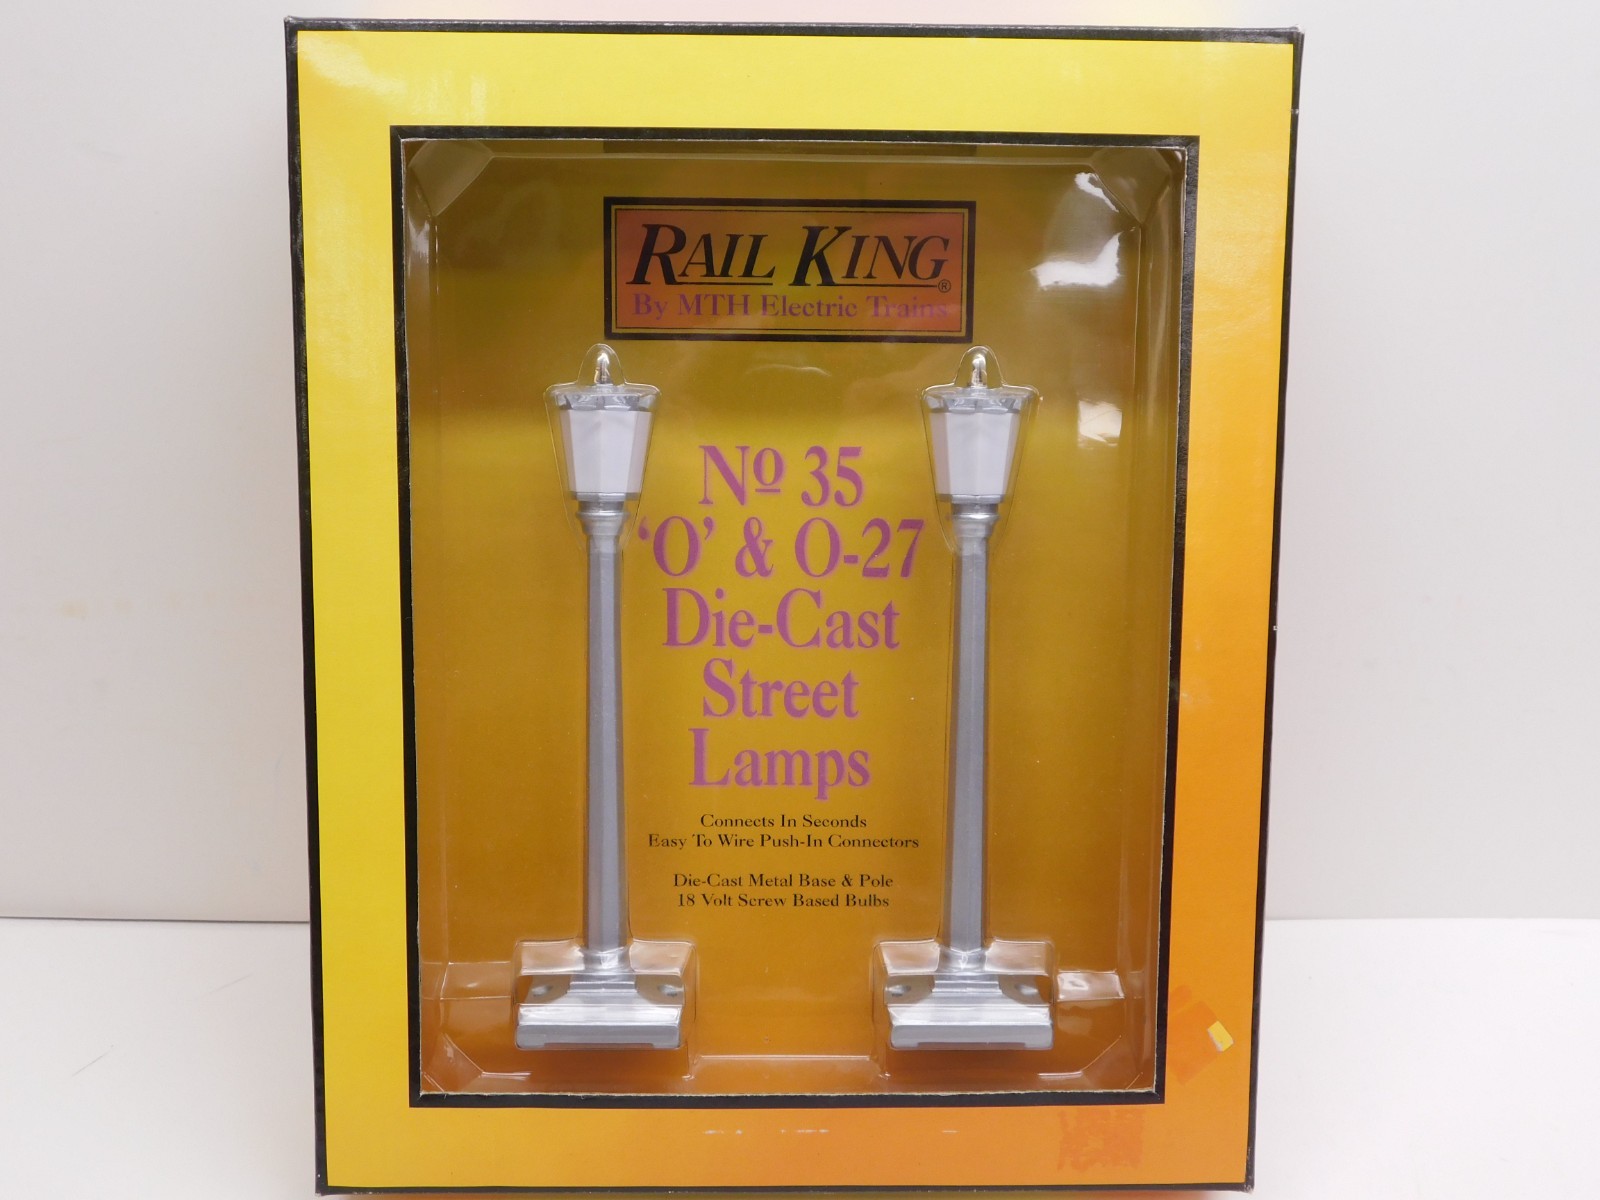 RAIL KING®
By MTH Electric Trains
Nº 35
'O' & O-27
Die-Cast
Street
Lamps
Connects In Seconds
Easy To Wire Push-In Connectors
Die-Cast Metal Base & Pole
18 Volt Screw Based Bulbs